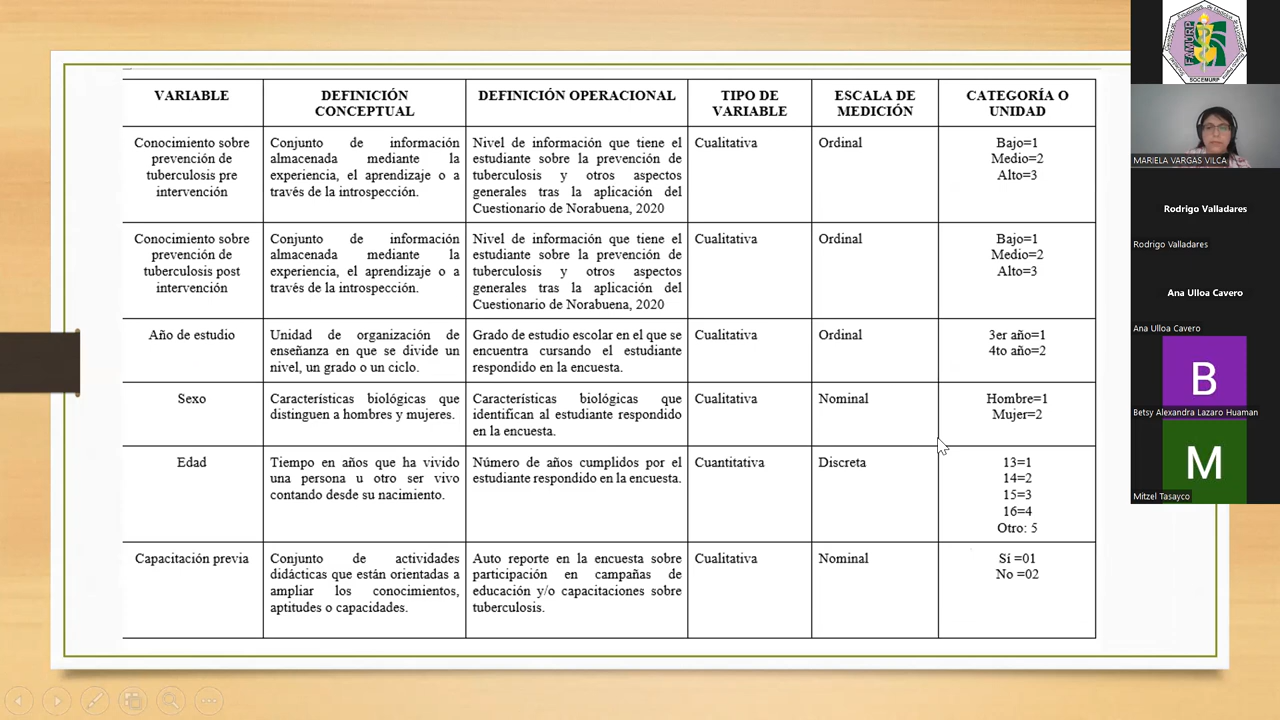 VARIABLE
DEFINICIÓN
CONCEPTUAL
DEFINICIÓN OPERACIONAL
TIPO DE
VARIABLE
ESCALA DE
MEDICIÓN
CATEGORÍA O
UNIDAD
Conocimiento sobre
prevención de
tuberculosis pre
intervención
Conjunto de información
almacenada mediante la
experiencia, el aprendizaje o a
través de la introspección.
Nivel de información que tiene el
estudiante sobre la prevención de
tuberculosis y otros aspectos
generales tras la aplicación del
Cuestionario de Norabuena, 2020
Cualitativa
Ordinal
Bajo=1
Medio=2
Alto=3
Conocimiento sobre
prevención de
tuberculosis post
intervención
Conjunto de información
almacenada mediante la
experiencia, el aprendizaje o a
través de la introspección.
Nivel de información que tiene el
estudiante sobre la prevención de
tuberculosis y otros aspectos
generales tras la aplicación del
Cuestionario de Norabuena, 2020
Cualitativa
Ordinal
Bajo=1
Medio=2
Alto=3
Año de estudio
Unidad de organización de
enseñanza en que se divide un
nivel, un grado o un ciclo.
Grado de estudio escolar en el que se
encuentra cursando el estudiante
respondido en la encuesta.
Cualitativa
Ordinal
3er año=1
4to año=2
Sexo
Características biológicas que
distinguen a hombres y mujeres.
Características biológicas que
identifican al estudiante respondido
en la encuesta.
Cualitativa
Nominal
Hombre=1
Mujer=2
Edad
Tiempo en años que ha vivido
una persona u otro ser vivo
contando desde su nacimiento.
Número de años cumplidos por el
estudiante respondido en la encuesta.
Cuantitativa
Discreta
13=1
14=2
15=3
16=4
Otro: 5
Capacitación previa
Conjunto de actividades
didácticas que están orientadas a
ampliar los conocimientos,
aptitudes o capacidades.
Auto reporte en la encuesta sobre
participación en campañas de
educación y/o capacitaciones sobre
tuberculosis.
Cualitativa
Nominal
Sí =01
No =02
FAMURP
SOCEMURP
MARIELA VARGAS VILCA
Rodrigo Valladares
Rodrigo Valladares
Ana Ulloa Cavero
Ana Ulloa Cavero
B
Betsy Alexandra Lazaro Huaman
M
Mitzel Tasayco